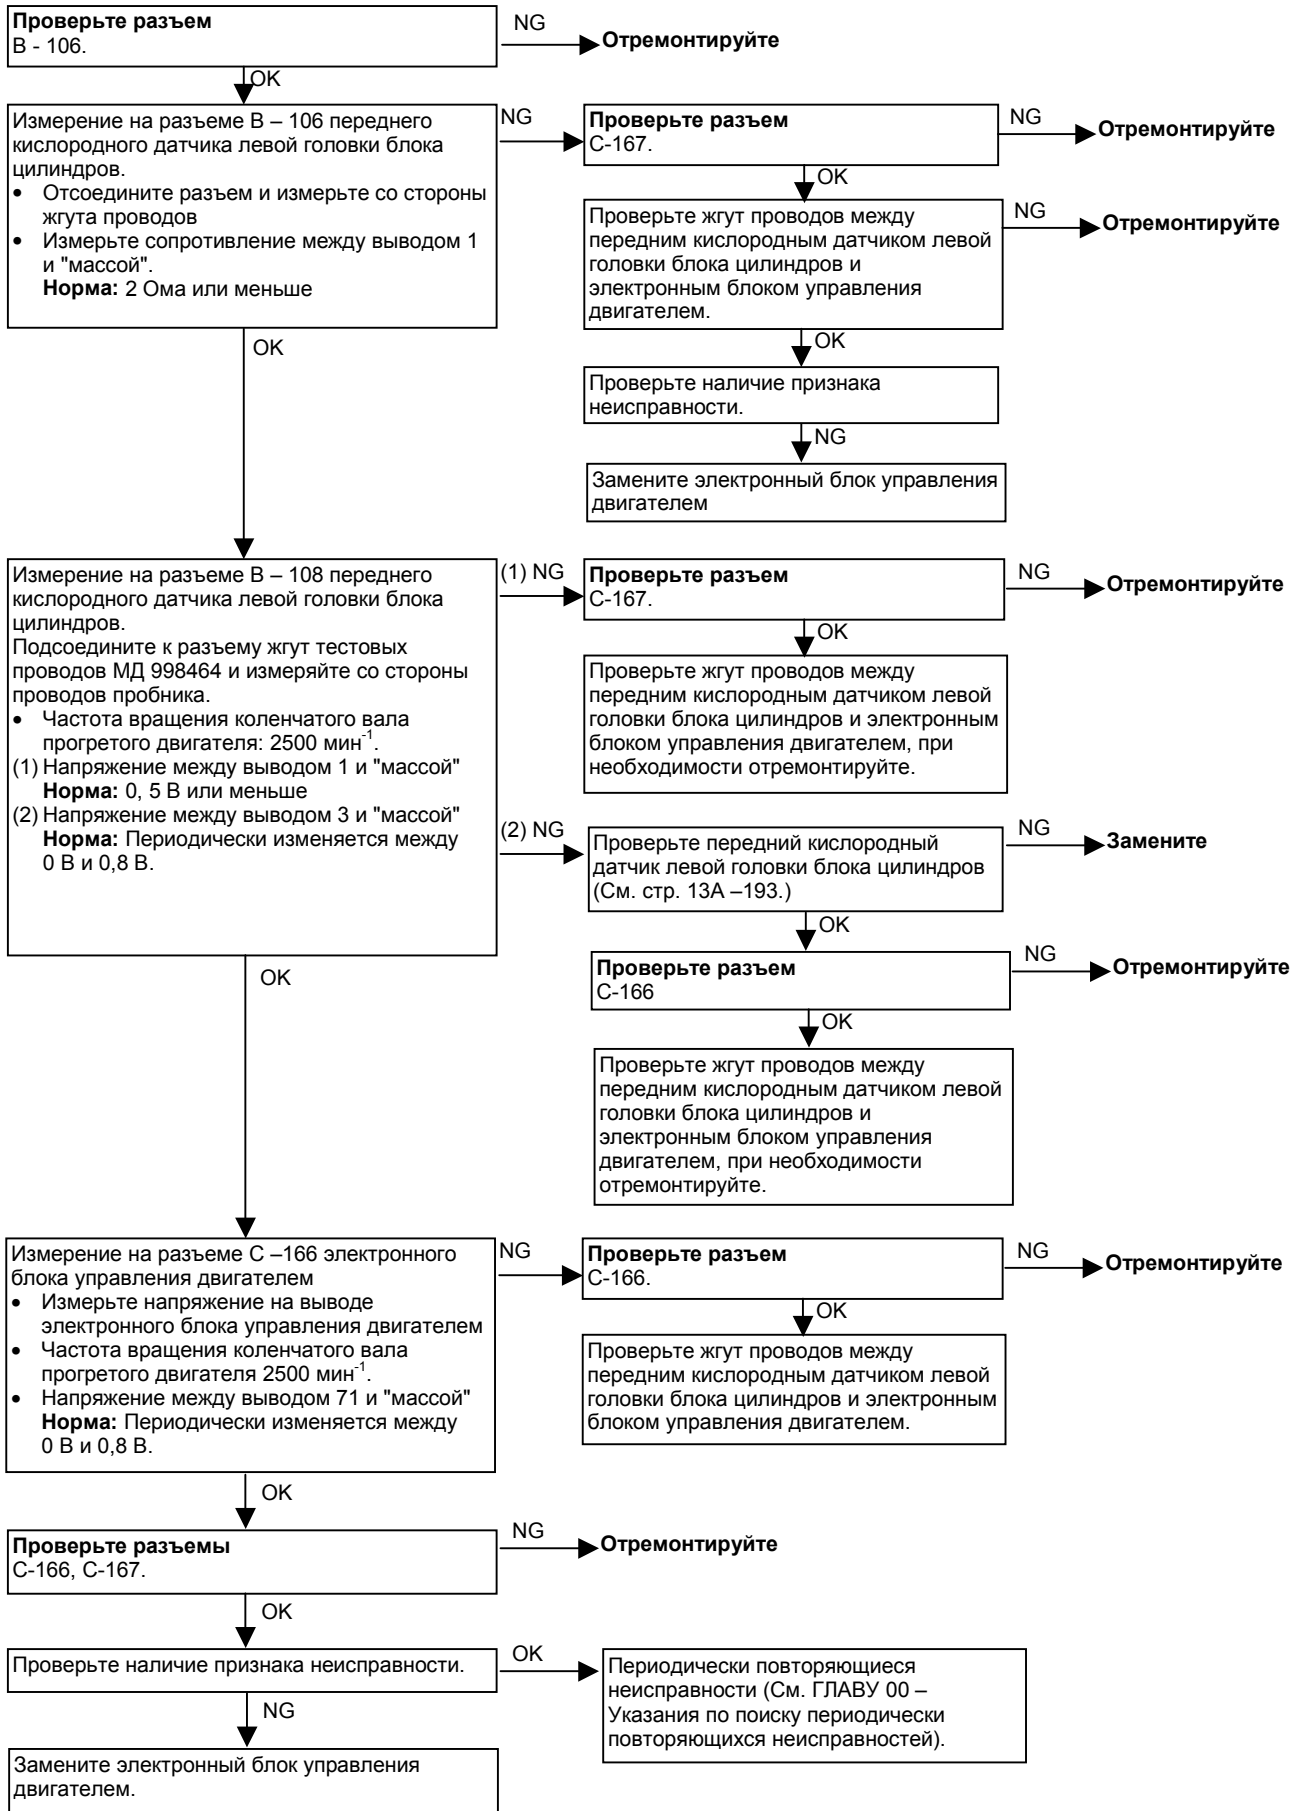 Проверьте разъем
В - 106.
NG
Отремонтируйте
OK
Измерение на разъеме В – 106 переднего
кислородного датчика левой головки блока
цилиндров.
• Отсоедините разъем и измерьте со стороны
жгута проводов
• Измерьте сопротивление между выводом 1
и "массой".
Норма: 2 Ома или меньше
NG
Проверьте разъем
С-167.
NG
Отремонтируйте
OK
Проверьте жгут проводов между
передним кислородным датчиком левой
головки блока цилиндров и
электронным блоком управления
двигателем.
NG
Отремонтируйте
OK
Проверьте наличие признака
неисправности.
NG
Замените электронный блок управления
двигателем
OK
Измерение на разъеме В – 108 переднего
кислородного датчика левой головки блока
цилиндров.
Подсоедините к разъему жгут тестовых
проводов МД 998464 и измеряйте со стороны
проводов пробника.
• Частота вращения коленчатого вала
прогретого двигателя: 2500 мин⁻¹.
(1) Напряжение между выводом 1 и "массой"
Норма: 0, 5 В или меньше
(2) Напряжение между выводом 3 и "массой"
Норма: Периодически изменяется между
0 В и 0,8 В.
(1) NG
Проверьте разъем
С-167.
NG
Отремонтируйте
OK
Проверьте жгут проводов между
передним кислородным датчиком левой
головки блока цилиндров и электронным
блоком управления двигателем, при
необходимости отремонтируйте.
(2) NG
Проверьте передний кислородный
датчик левой головки блока цилиндров
(См. стр. 13А –193.)
NG
Замените
OK
Проверьте разъем
С-166
NG
Отремонтируйте
OK
Проверьте жгут проводов между
передним кислородным датчиком левой
головки блока цилиндров и
электронным блоком управления
двигателем, при необходимости
отремонтируйте.
OK
Измерение на разъеме С –166 электронного
блока управления двигателем
• Измерьте напряжение на выводе
электронного блока управления двигателем
• Частота вращения коленчатого вала
прогретого двигателя 2500 мин⁻¹.
• Напряжение между выводом 71 и "массой"
Норма: Периодически изменяется между
0 В и 0,8 В.
NG
Проверьте разъем
С-166.
NG
Отремонтируйте
OK
Проверьте жгут проводов между
передним кислородным датчиком левой
головки блока цилиндров и электронным
блоком управления двигателем.
OK
Проверьте разъемы
С-166, С-167.
NG
Отремонтируйте
OK
Проверьте наличие признака неисправности.
OK
Периодически повторяющиеся
неисправности (См. ГЛАВУ 00 –
Указания по поиску периодически
повторяющихся неисправностей).
NG
Замените электронный блок управления
двигателем.